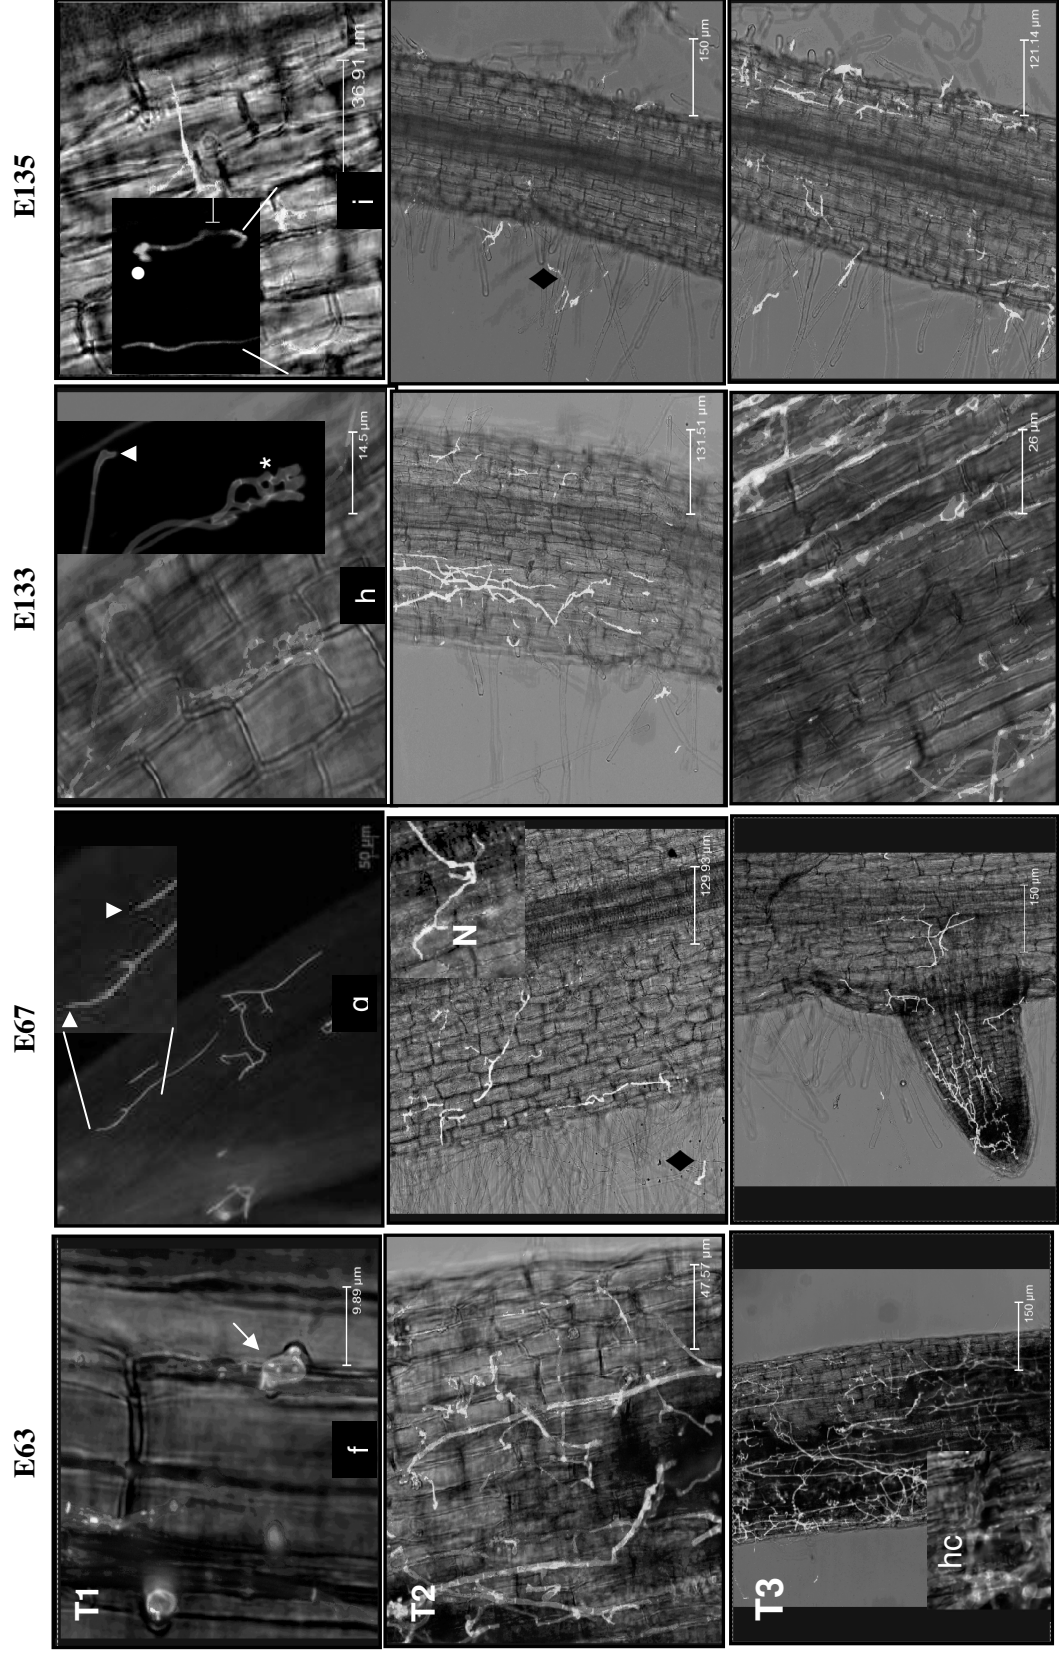 E63
E67
E133
E135
T1
f
9.89 µm
a
50 µm
h
*
14.5 µm
i
36.91 µm
T2
47.57 µm
N
129.93 µm
131.51 µm
150 µm
T3
hc
150 µm
150 µm
26 µm
121.14 µm